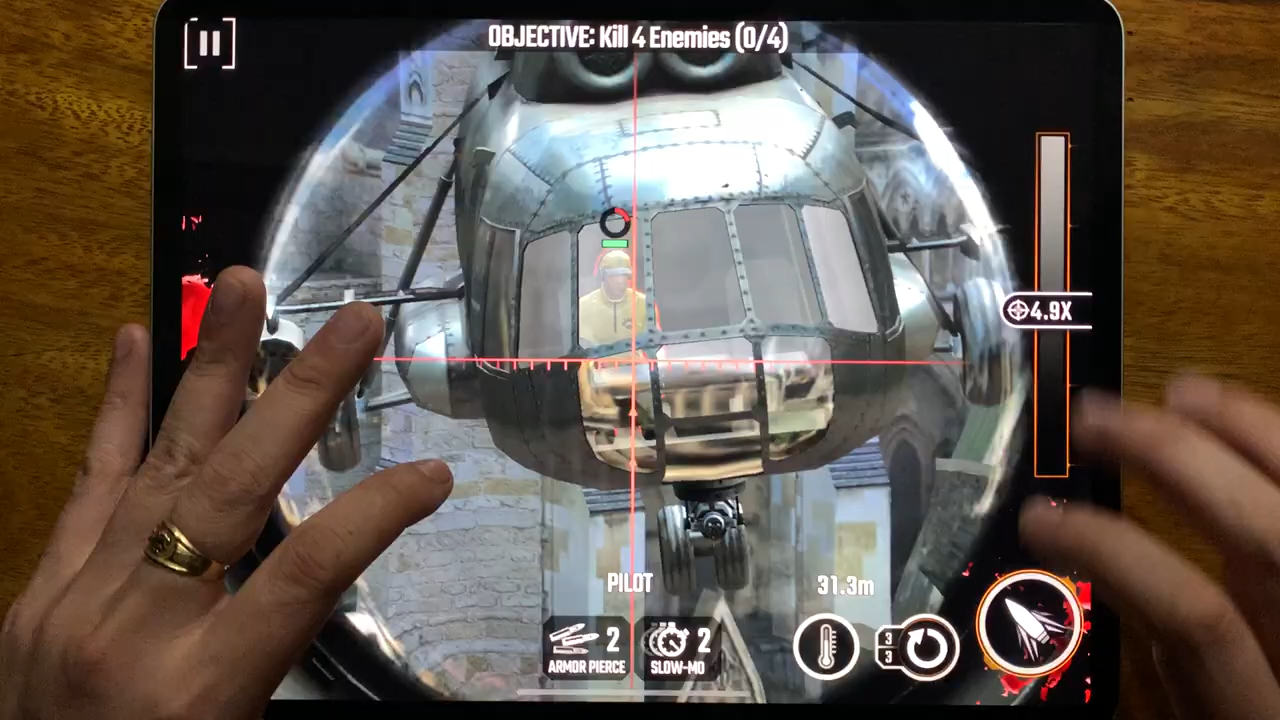 OBJECTIVE: Kill 4 Enemies (0/4)
4.9X
PILOT
31.3m
2
ARMOR PIERCE
2
SLOW-MO
3
3